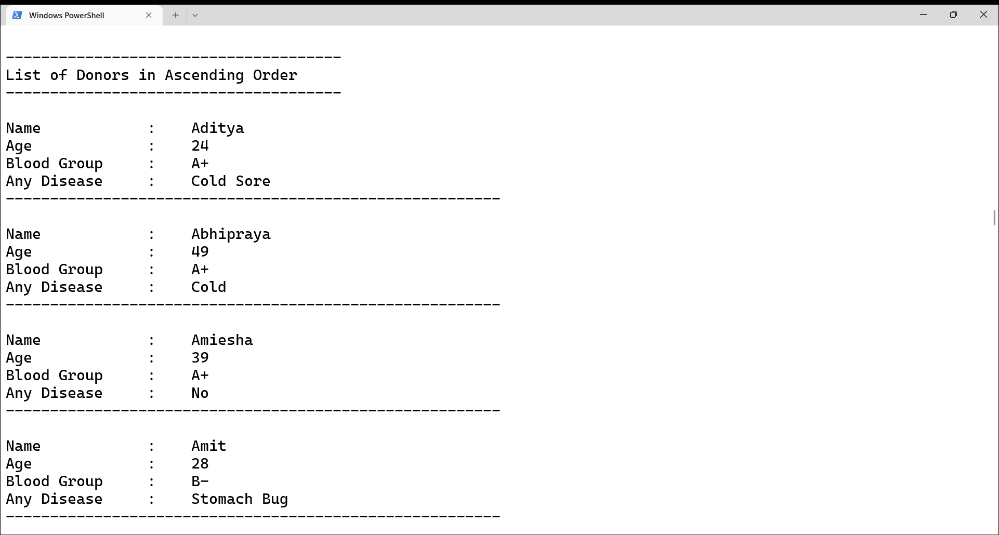 Windows PowerShell
--------------------------------------
List of Donors in Ascending Order
--------------------------------------
Name : Aditya
Age : 24
Blood Group : A+
Any Disease : Cold Sore
--------------------------------------------------------
Name : Abhipraya
Age : 49
Blood Group : A+
Any Disease : Cold
--------------------------------------------------------
Name : Amiesha
Age : 39
Blood Group : A+
Any Disease : No
--------------------------------------------------------
Name : Amit
Age : 28
Blood Group : B-
Any Disease : Stomach Bug
--------------------------------------------------------